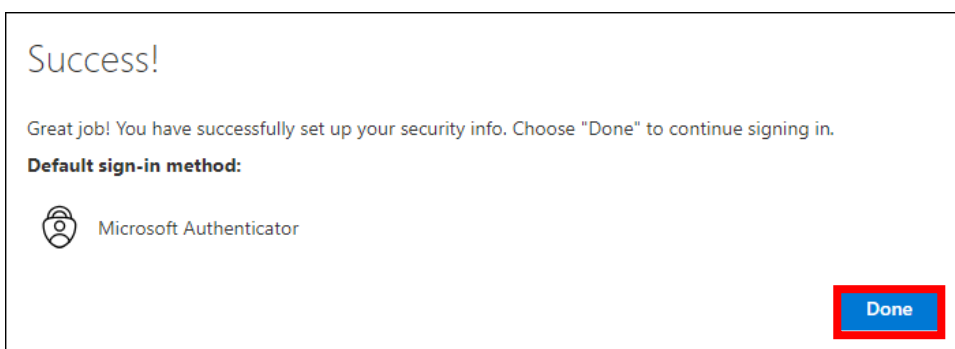 Success!
Great job! You have successfully set up your security info. Choose "Done" to continue signing in.
Default sign-in method:
Microsoft Authenticator
Done